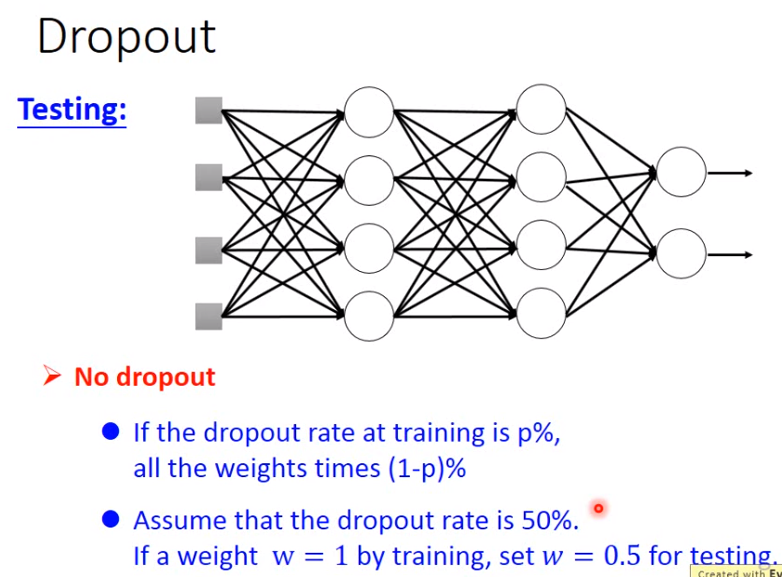 Dropout
Testing:
➢ No dropout
● If the dropout rate at training is p%,
all the weights times (1-p)%
● Assume that the dropout rate is 50%.
If a weight w = 1 by training, set w = 0.5 for testing.
Created with Ev